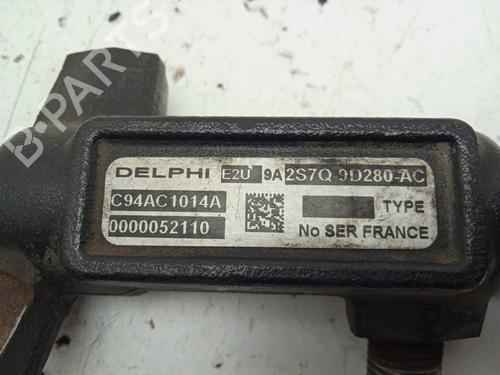 B-PARTS
DELPHI E2U 9A 2S7Q-9D280-AC
C94AC1014A TYPE
0000052110 No SER FRANCE